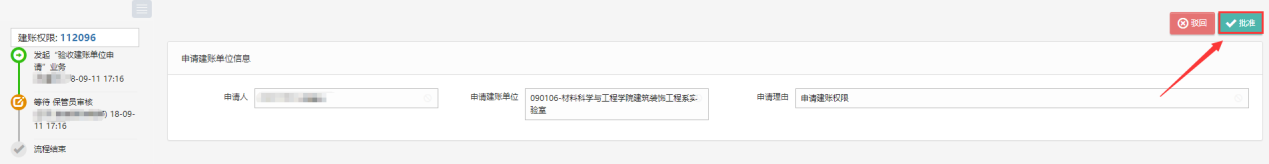 驳回
批准
建账权限: 112096
发起 "验收建账单位申
请" 业务
8-09-11 17:16
等待 保管员审核
) 18-09-
11 17:16
流程结束
申请建账单位信息
申请人
申请建账单位
090106-材料科学与工程学院建筑装饰工程系实
验室
申请理由
申请建账权限